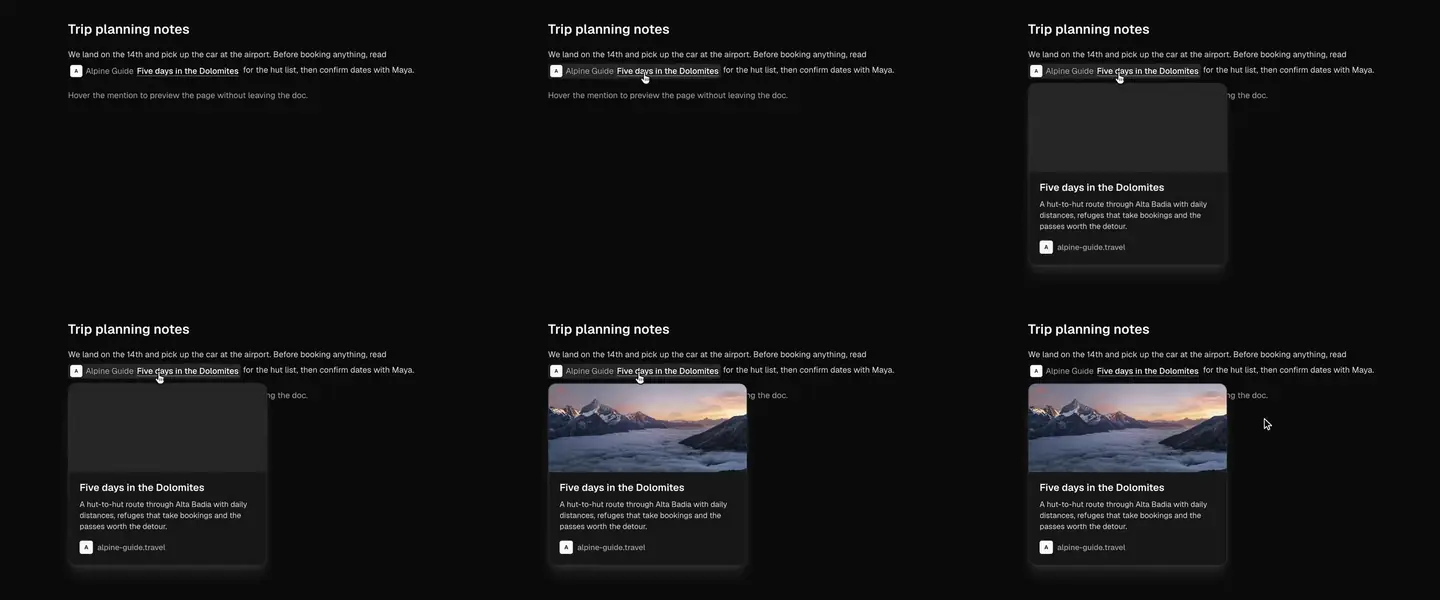 Trip planning notes
We land on the 14th and pick up the car at the airport. Before booking anything, read
A Alpine Guide Five days in the Dolomites for the hut list, then confirm dates with Maya.
Hover the mention to preview the page without leaving the doc.
Trip planning notes
We land on the 14th and pick up the car at the airport. Before booking anything, read
A Alpine Guide Five days in the Dolomites for the hut list, then confirm dates with Maya.
Hover the mention to preview the page without leaving the doc.
Trip planning notes
We land on the 14th and pick up the car at the airport. Before booking anything, read
A Alpine Guide Five days in the Dolomites for the hut list, then confirm dates with Maya.
ng the doc.
Five days in the Dolomites
A hut-to-hut route through Alta Badia with daily
distances, refuges that take bookings and the
passes worth the detour.
A alpine-guide.travel
Trip planning notes
We land on the 14th and pick up the car at the airport. Before booking anything, read
A Alpine Guide Five days in the Dolomites for the hut list, then confirm dates with Maya.
ng the doc.
Five days in the Dolomites
A hut-to-hut route through Alta Badia with daily
distances, refuges that take bookings and the
passes worth the detour.
A alpine-guide.travel
Trip planning notes
We land on the 14th and pick up the car at the airport. Before booking anything, read
A Alpine Guide Five days in the Dolomites for the hut list, then confirm dates with Maya.
ng the doc.
Five days in the Dolomites
A hut-to-hut route through Alta Badia with daily
distances, refuges that take bookings and the
passes worth the detour.
A alpine-guide.travel
Trip planning notes
We land on the 14th and pick up the car at the airport. Before booking anything, read
A Alpine Guide Five days in the Dolomites for the hut list, then confirm dates with Maya.
ng the doc.
Five days in the Dolomites
A hut-to-hut route through Alta Badia with daily
distances, refuges that take bookings and the
passes worth the detour.
A alpine-guide.travel